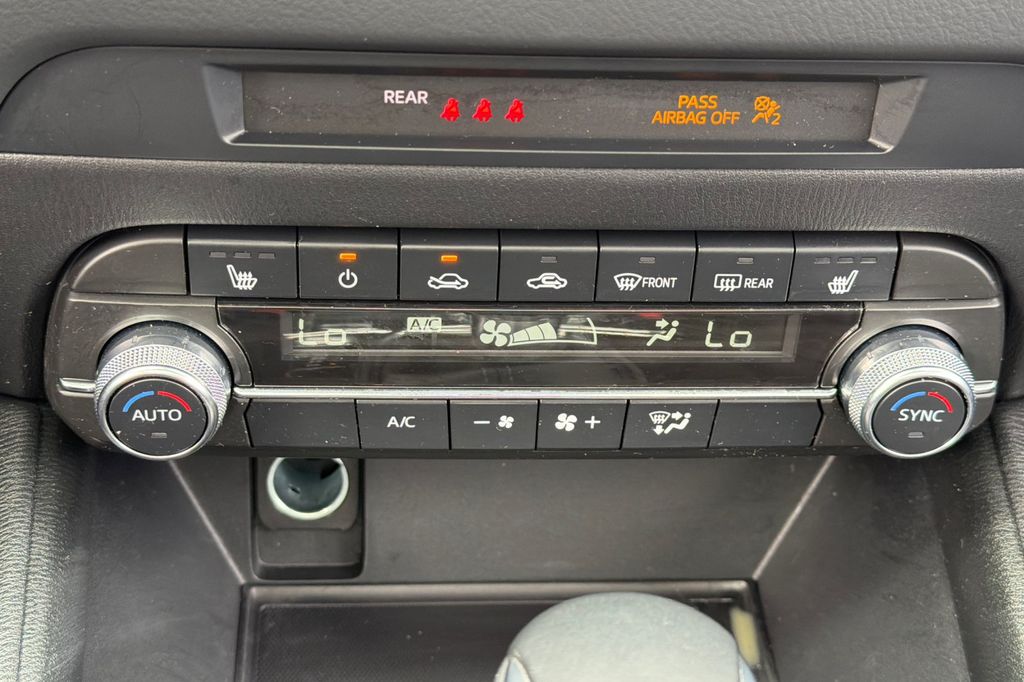 REAR
PASS
AIRBAG OFF 2
FRONT
REAR
Lo A/C Lo
AUTO
A/C
- +
SYNC